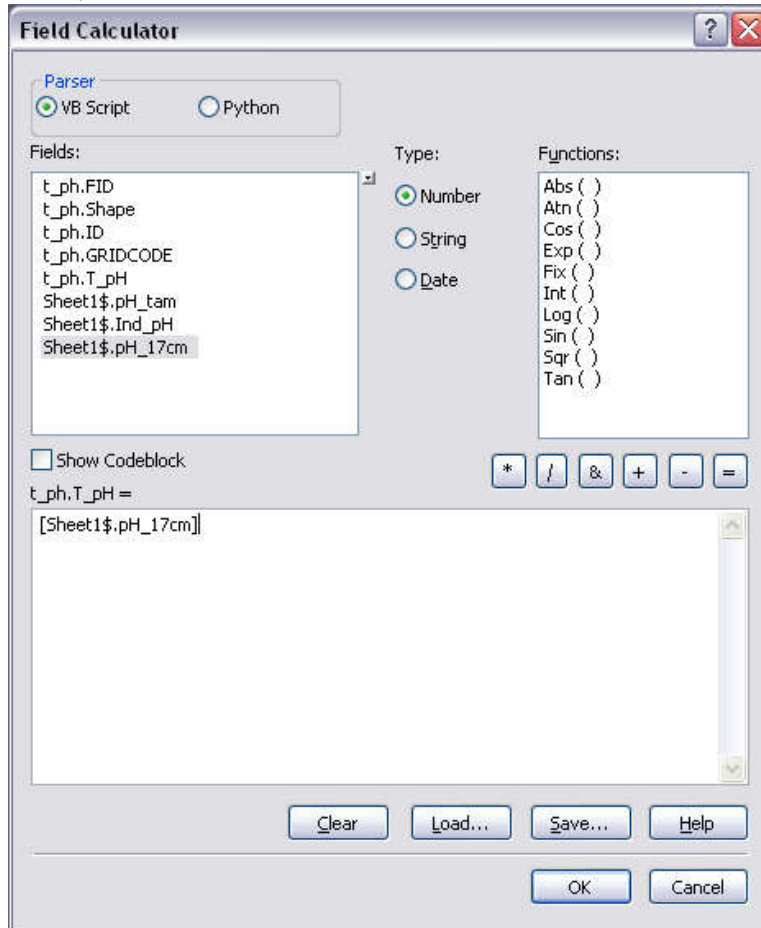 Field Calculator
Parser
VB Script Python
Fields:
t_ph.FID
t_ph.Shape
t_ph.ID
t_ph.GRIDCODE
t_ph.T_pH
Sheet1$.pH_tam
Sheet1$.Ind_pH
Sheet1$.pH_17cm
Type:
Number
String
Date
Functions:
Abs ( )
Atn ( )
Cos ( )
Exp ( )
Fix ( )
Int ( )
Log ( )
Sin ( )
Sqr ( )
Tan ( )
Show Codeblock
* / & + - =
t_ph.T_pH =
[Sheet1$.pH_17cm]
Clear Load... Save... Help
OK Cancel